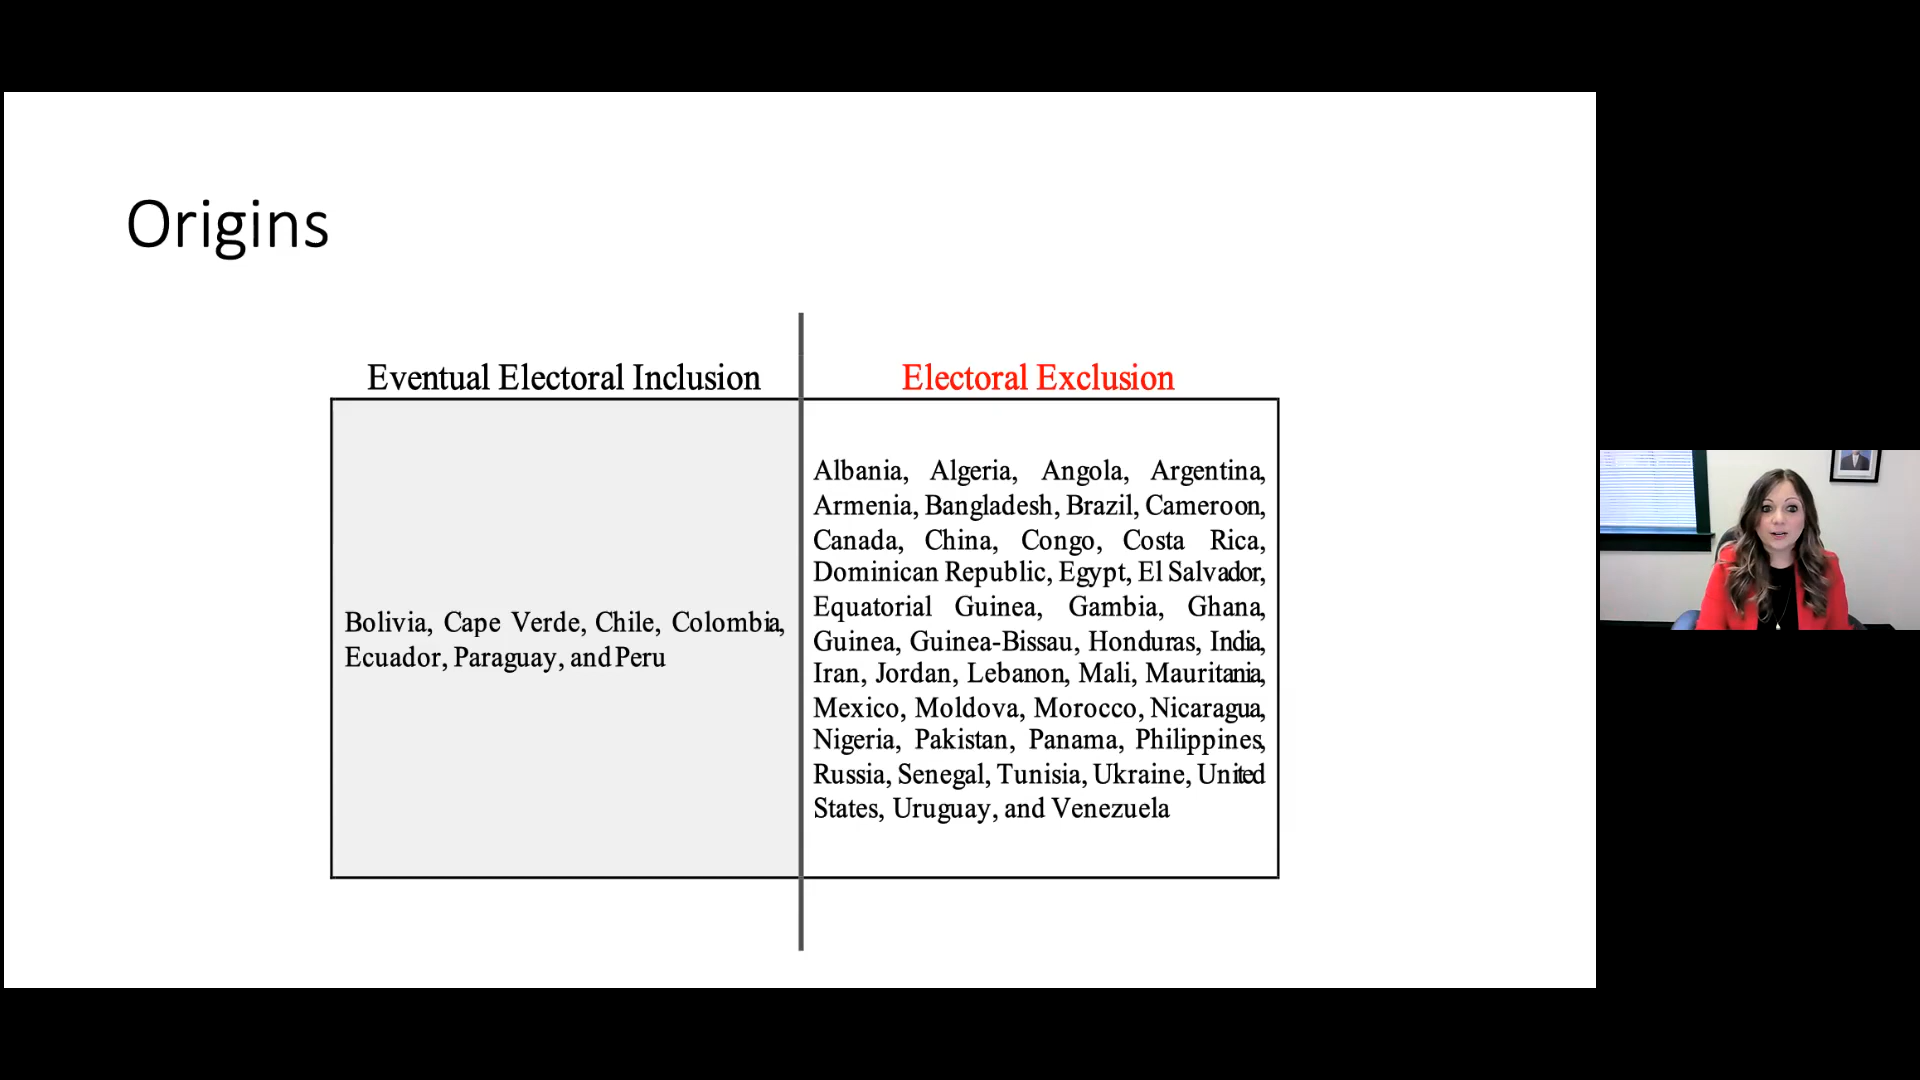 Origins
Eventual Electoral Inclusion
Electoral Exclusion
Bolivia, Cape Verde, Chile, Colombia,
Ecuador, Paraguay, and Peru
Albania, Algeria, Angola, Argentina,
Armenia, Bangladesh, Brazil, Cameroon,
Canada, China, Congo, Costa Rica,
Dominican Republic, Egypt, El Salvador,
Equatorial Guinea, Gambia, Ghana,
Guinea, Guinea-Bissau, Honduras, India,
Iran, Jordan, Lebanon, Mali, Mauritania,
Mexico, Moldova, Morocco, Nicaragua,
Nigeria, Pakistan, Panama, Philippines,
Russia, Senegal, Tunisia, Ukraine, United
States, Uruguay, and Venezuela